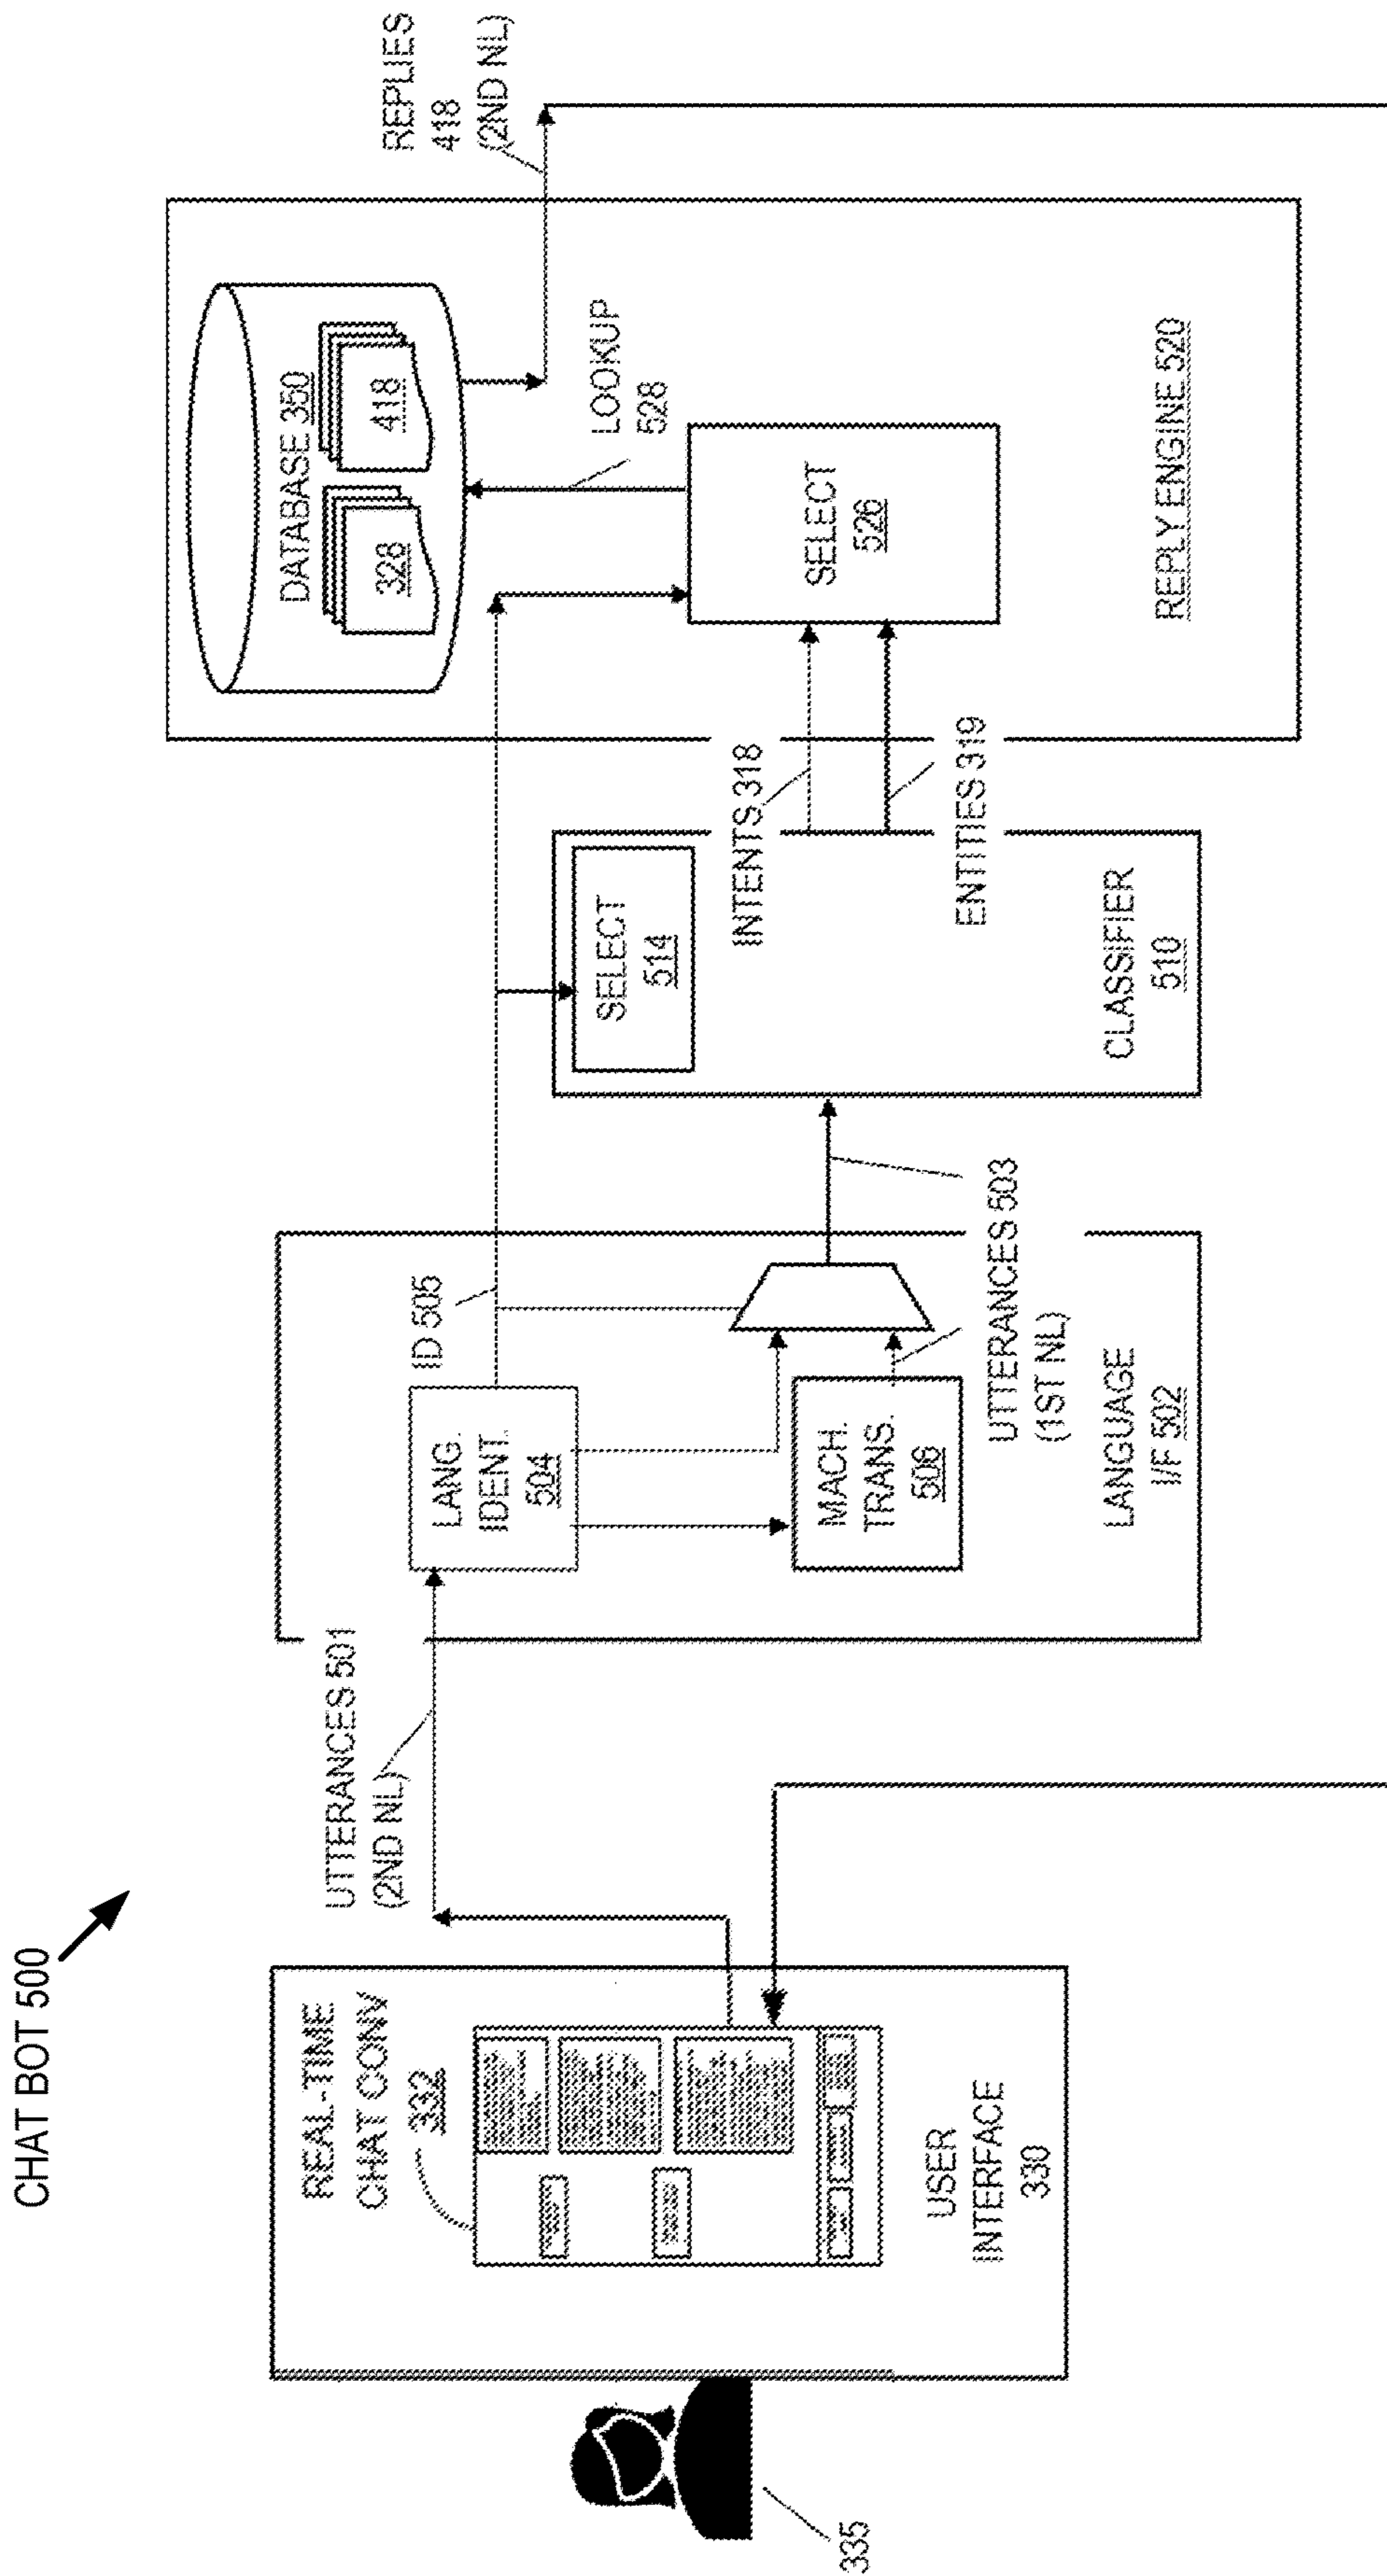 CHAT BOT 500
REAL-TIME
CHAT CONV
332
USER
INTERFACE
330
335
UTTERANCES 501
(2ND NL)
LANG.
IDENT.
504
ID 505
MACH.
TRANS.
506
UTTERANCES 503
(1ST NL)
LANGUAGE
I/F 502
SELECT
514
CLASSIFIER
510
INTENTS 318
ENTITIES 319
DATABASE 350
328
418
LOOKUP
528
SELECT
526
REPLY ENGINE 520
REPLIES
418
(2ND NL)